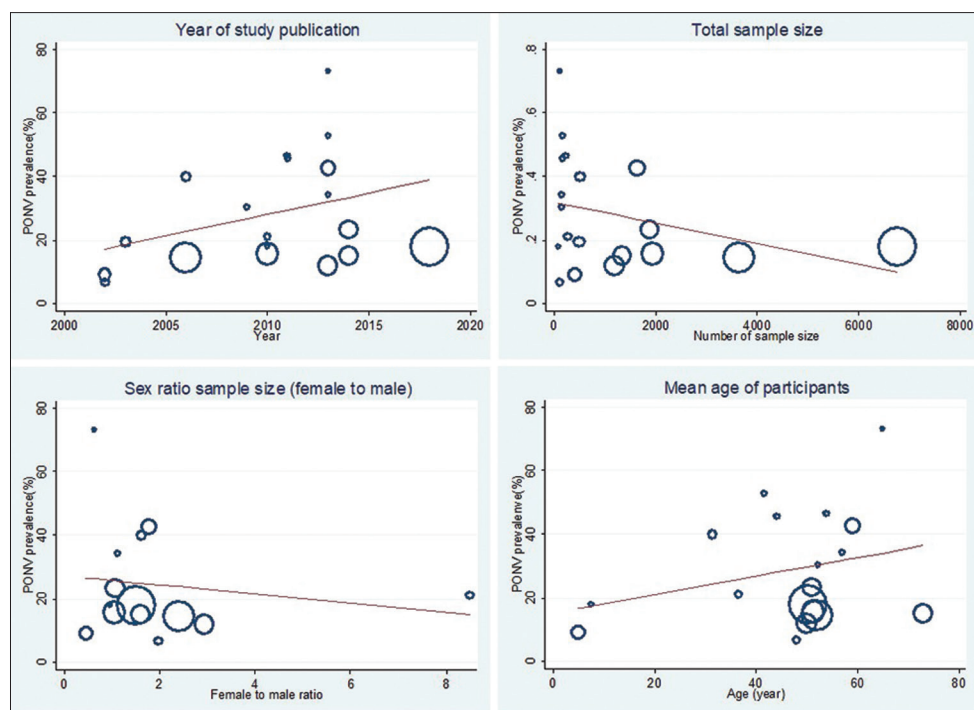 Year of study publication
PONV prevalence(%)
80
60
40
20
0
2000 2005 2010 2015 2020
Year
Total sample size
PONV prevalence(%)
.8
.6
.4
.2
0
0 2000 4000 6000 8000
Number of sample size
Sex ratio sample size (female to male)
PONV prevalence(%)
80
60
40
20
0
0 2 4 6 8
Female to male ratio
Mean age of participants
PONV prevalenve(%)
80
60
40
20
0
0 20 40 60 80
Age (year)